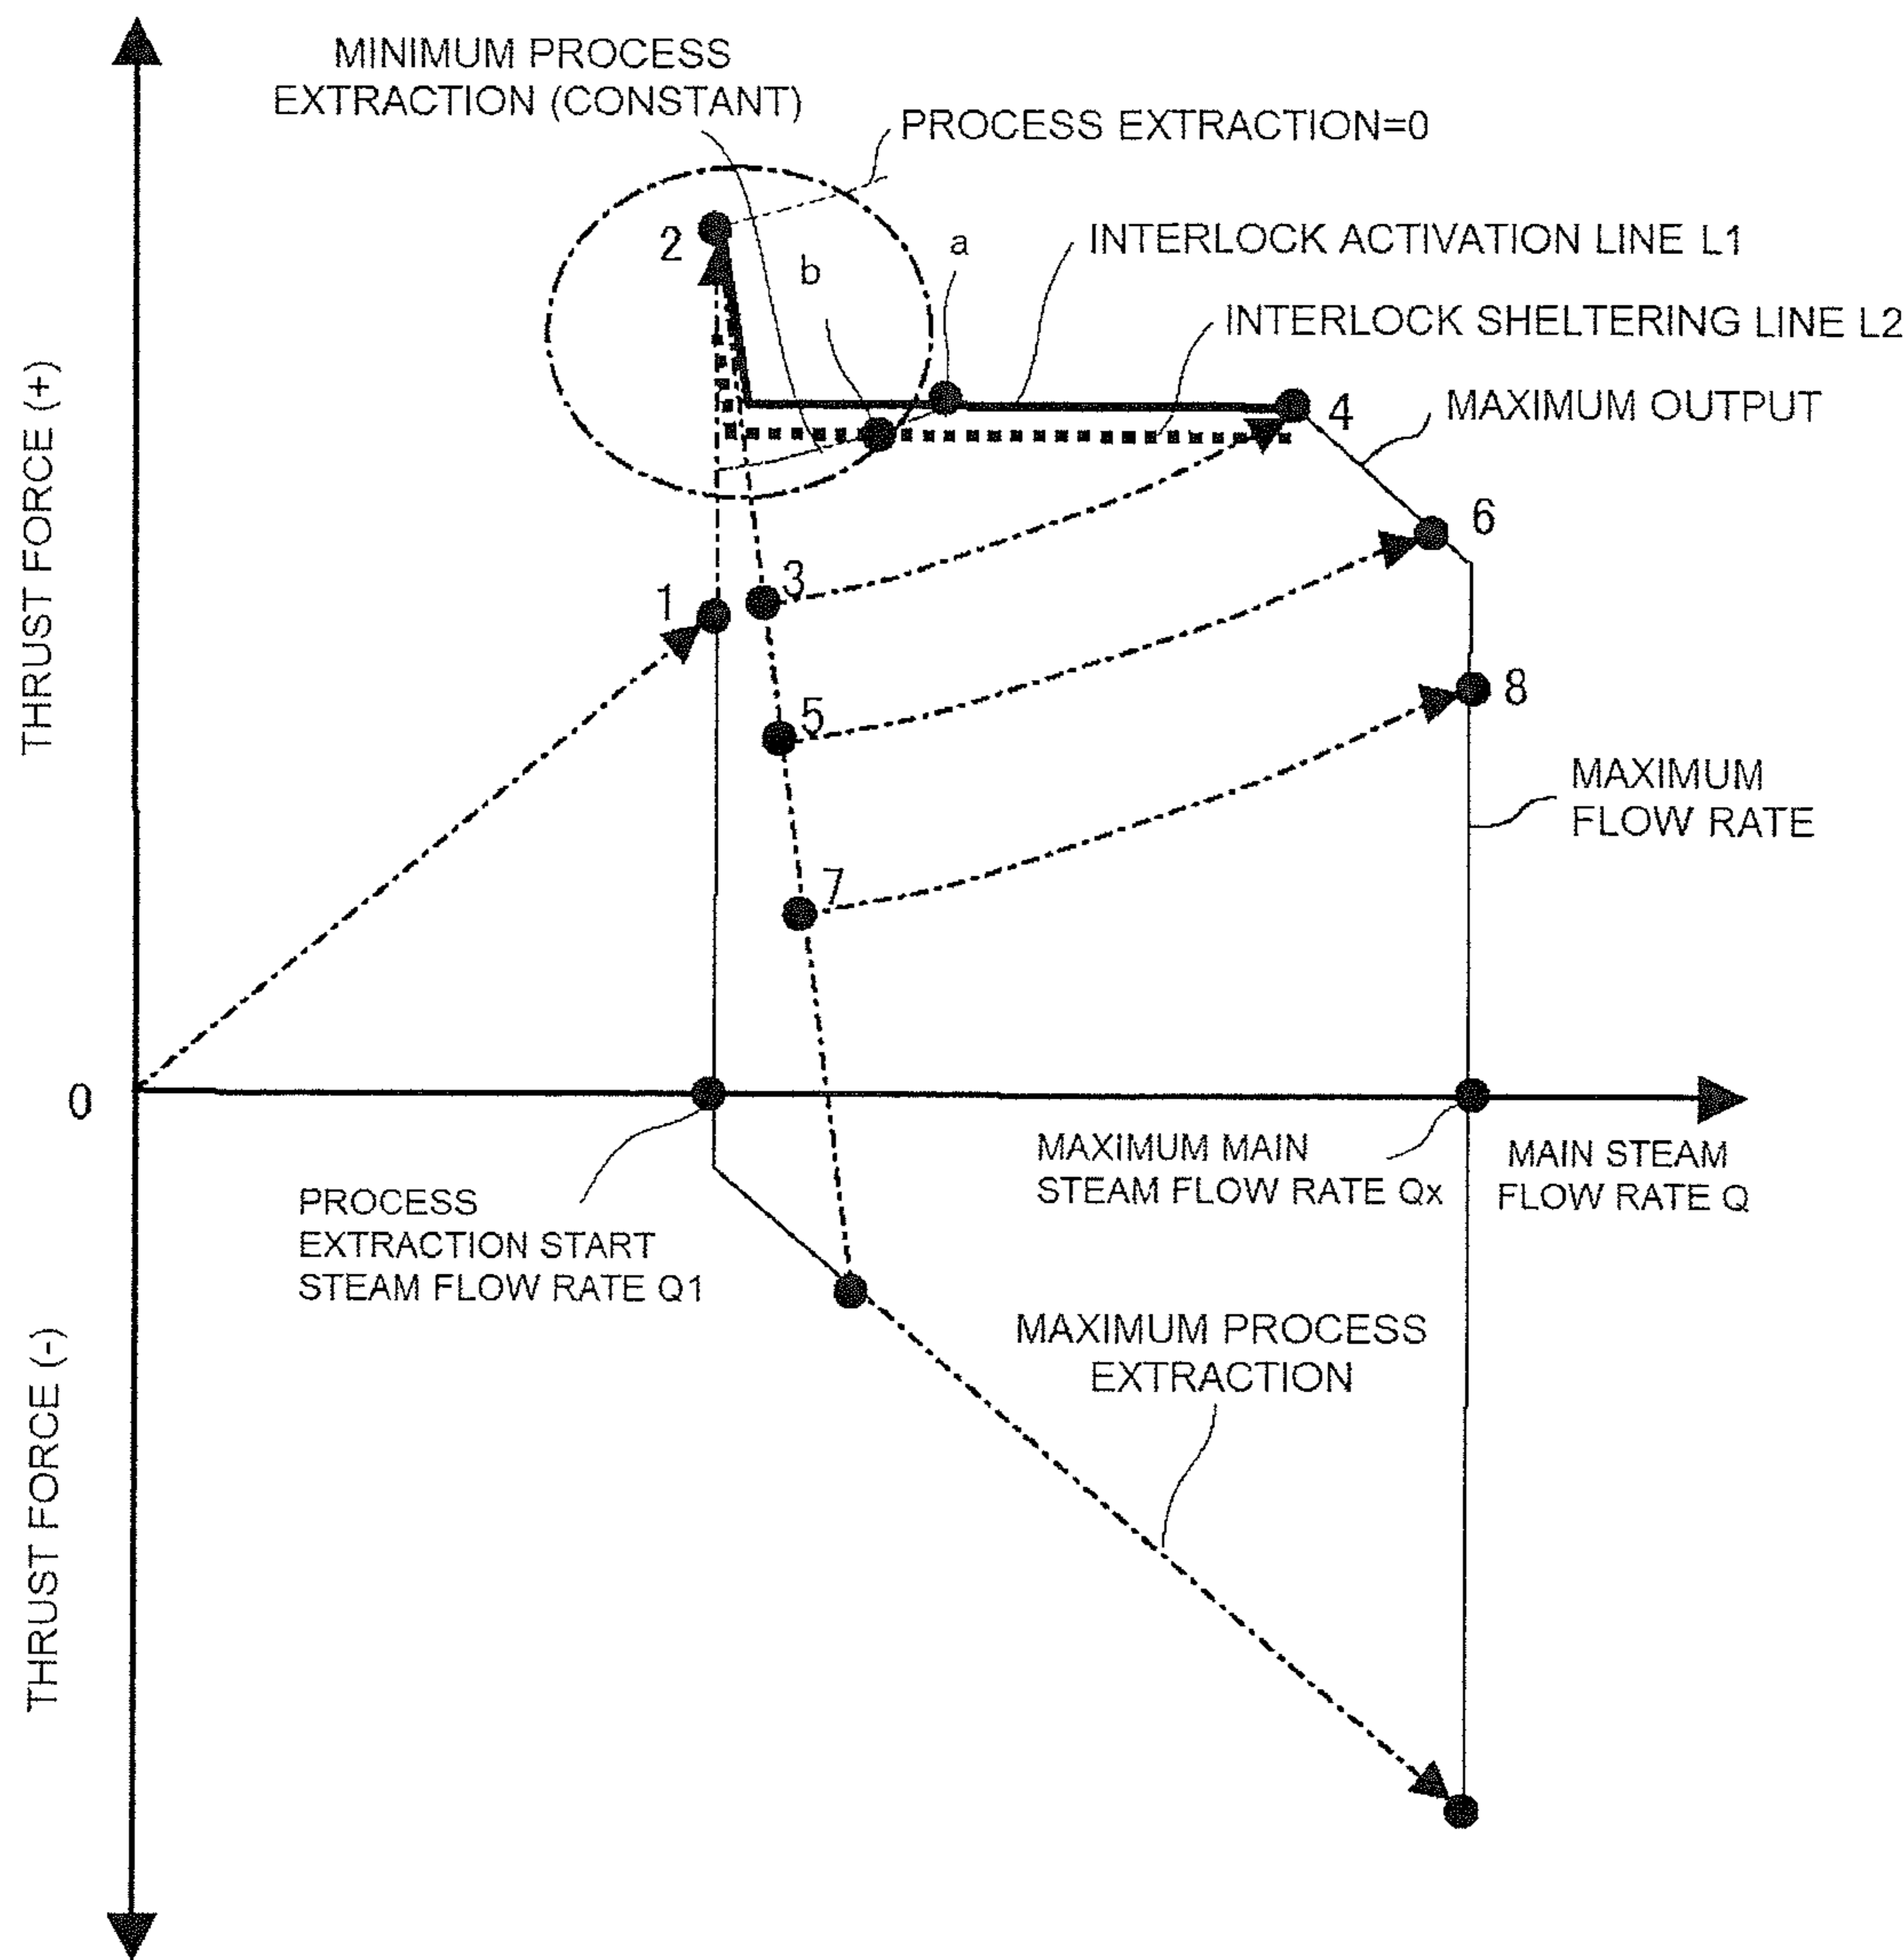 MINIMUM PROCESS
EXTRACTION (CONSTANT)
PROCESS EXTRACTION=0
2
b
a
INTERLOCK ACTIVATION LINE L1
INTERLOCK SHELTERING LINE L2
4
MAXIMUM OUTPUT
THRUST FORCE (+)
6
1
3
5
8
MAXIMUM
FLOW RATE
7
0
PROCESS
EXTRACTION START
STEAM FLOW RATE Q1
MAXIMUM MAIN
STEAM FLOW RATE Qx
MAIN STEAM
FLOW RATE Q
MAXIMUM PROCESS
EXTRACTION
THRUST FORCE (-)